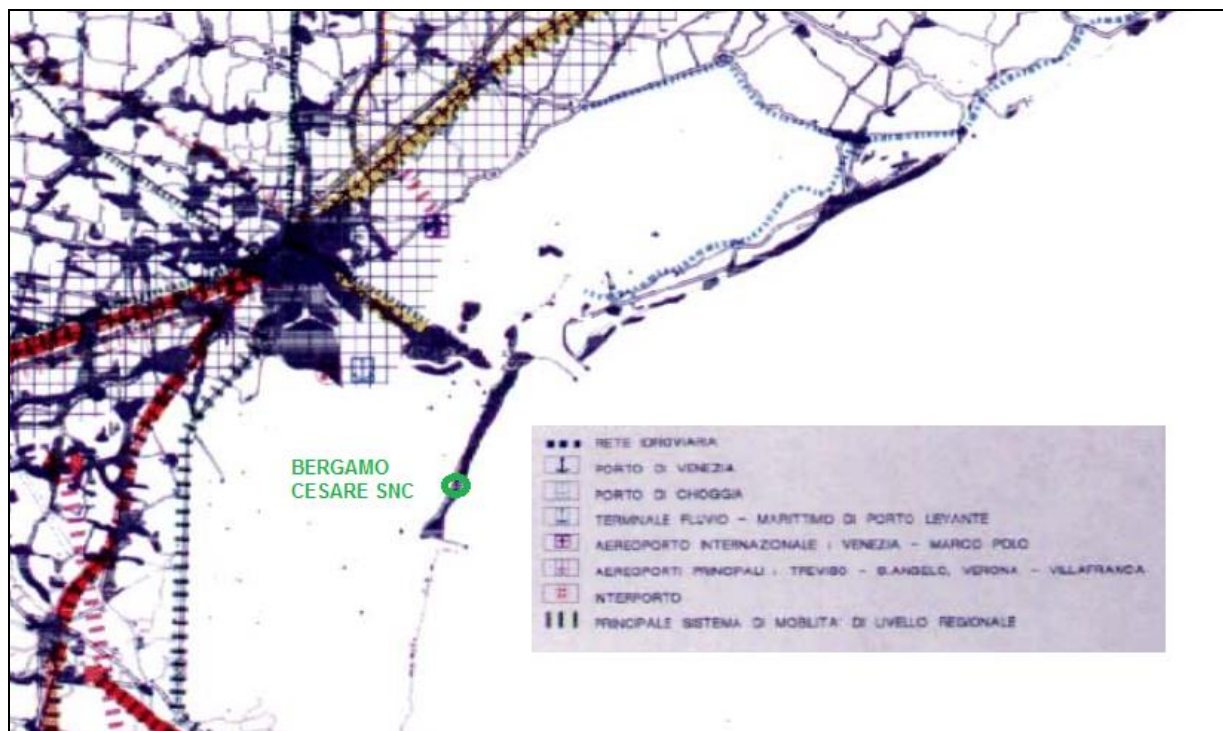 BERGAMO
CESARE SNC
RETE IDROVIARIA
PORTO DI VENEZIA
PORTO DI CHOGGIA
TERMINALE FLUVIO - MARITTIMO DI PORTO LEVANTE
AEREOPORTO INTERNAZIONALE : VENEZIA - MARCO POLO
AEREOPORTI PRINCIPALI : TREVISO - S.ANGELO, VERONA - VILLAFRANCA
INTERPORTO
PRINCIPALE SISTEMA DI MOBILITA' DI LIVELLO REGIONALE